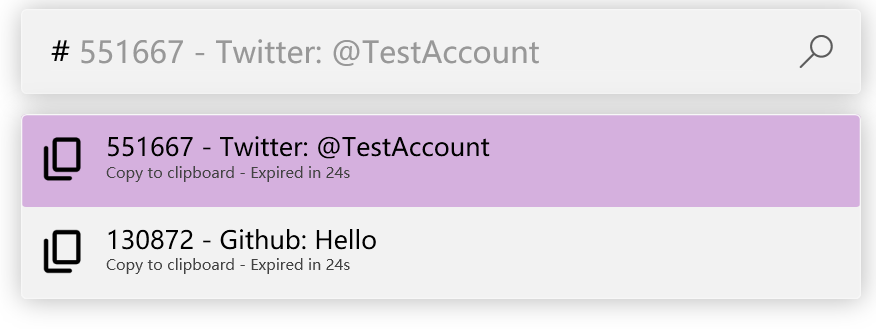 # 551667 - Twitter: @TestAccount
551667 - Twitter: @TestAccount
Copy to clipboard - Expired in 24s
130872 - Github: Hello
Copy to clipboard - Expired in 24s